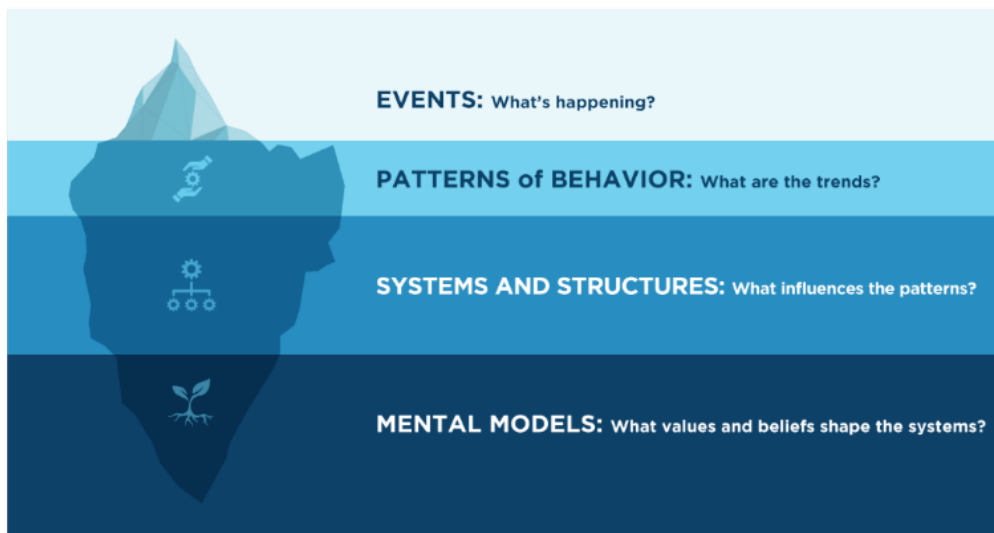 EVENTS: What's happening?
PATTERNS of BEHAVIOR: What are the trends?
SYSTEMS AND STRUCTURES: What influences the patterns?
MENTAL MODELS: What values and beliefs shape the systems?